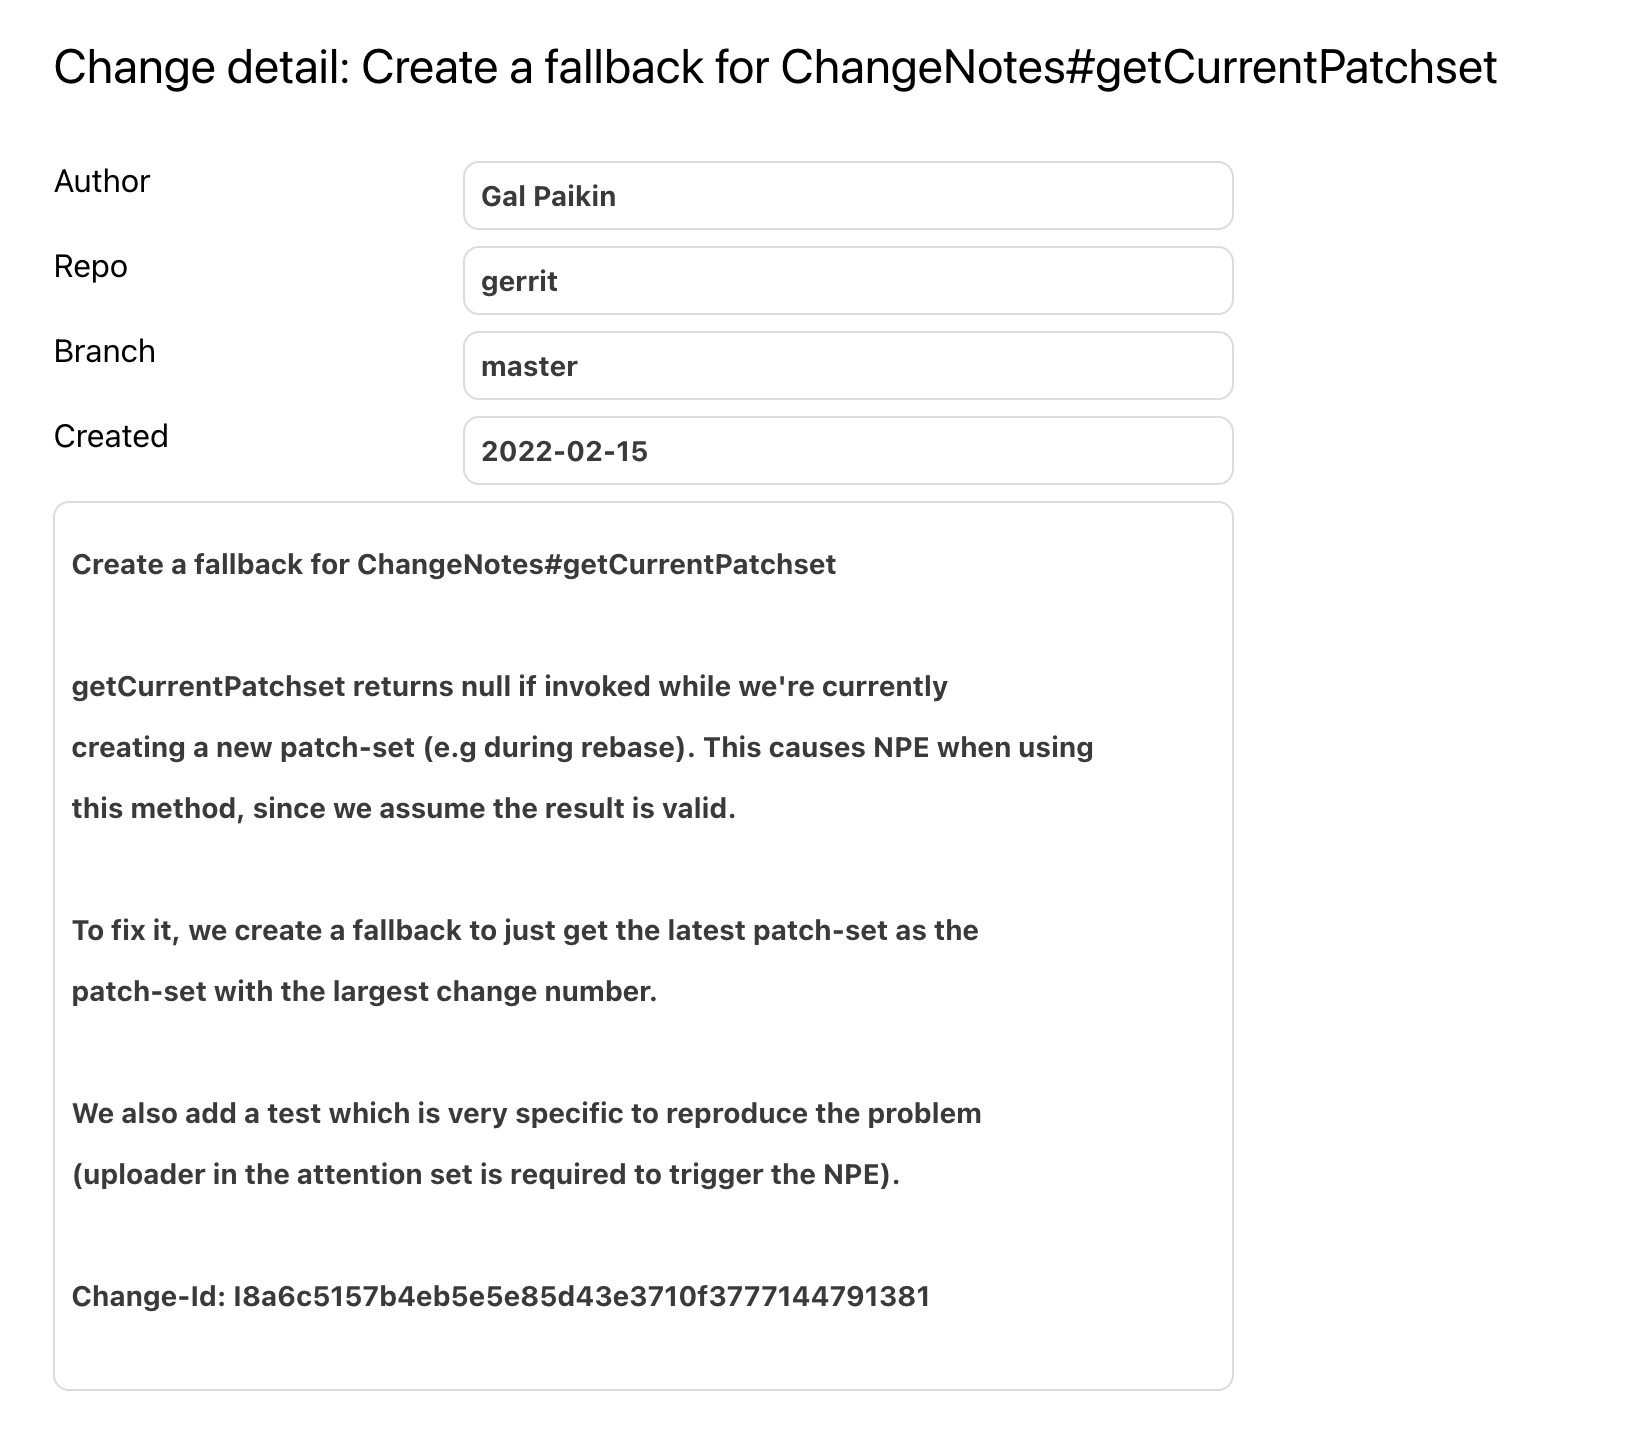 Change detail: Create a fallback for ChangeNotes#getCurrentPatchset
Author
Gal Paikin
Repo
gerrit
Branch
master
Created
2022-02-15
Create a fallback for ChangeNotes#getCurrentPatchset
getCurrentPatchset returns null if invoked while we're currently
creating a new patch-set (e.g during rebase). This causes NPE when using
this method, since we assume the result is valid.
To fix it, we create a fallback to just get the latest patch-set as the
patch-set with the largest change number.
We also add a test which is very specific to reproduce the problem
(uploader in the attention set is required to trigger the NPE).
Change-Id: I8a6c5157b4eb5e5e85d43e3710f3777144791381